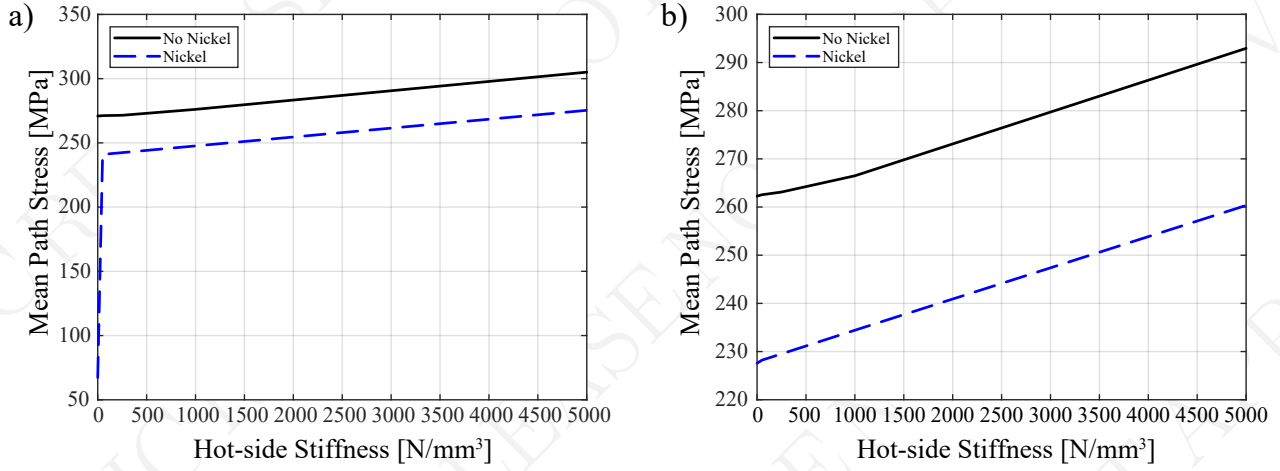 a)
350
300
250
200
150
100
50
Mean Path Stress [MPa]
No Nickel
Nickel
0 500 1000 1500 2000 2500 3000 3500 4000 4500 5000
Hot-side Stiffness [N/mm³]
b)
300
290
280
270
260
250
240
230
220
Mean Path Stress [MPa]
No Nickel
Nickel
0 500 1000 1500 2000 2500 3000 3500 4000 4500 5000
Hot-side Stiffness [N/mm³]